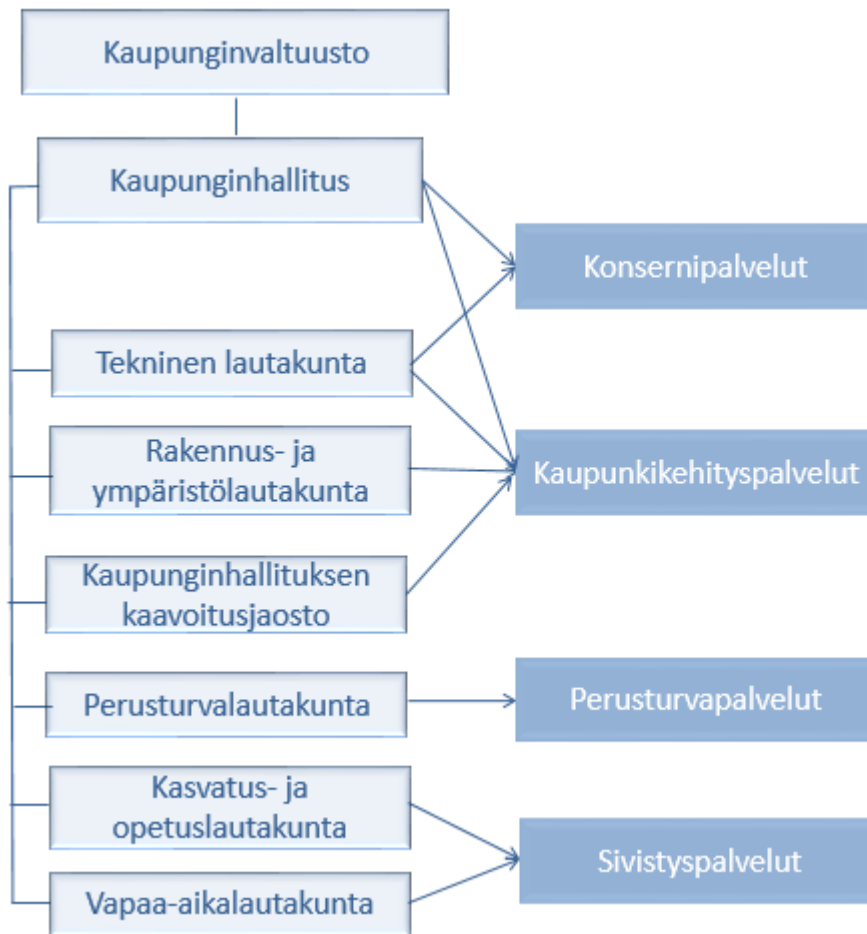 Kaupunginvaltuusto
Kaupunginhallitus
Konsernipalvelut
Tekninen lautakunta
Rakennus- ja
ympäristölautakunta
Kaupunkikehityspalvelut
Kaupunginhallituksen
kaavoitusjaosto
Perusturvalautakunta
Perusturvapalvelut
Kasvatus- ja
opetuslautakunta
Sivistyspalvelut
Vapaa-aikalautakunta